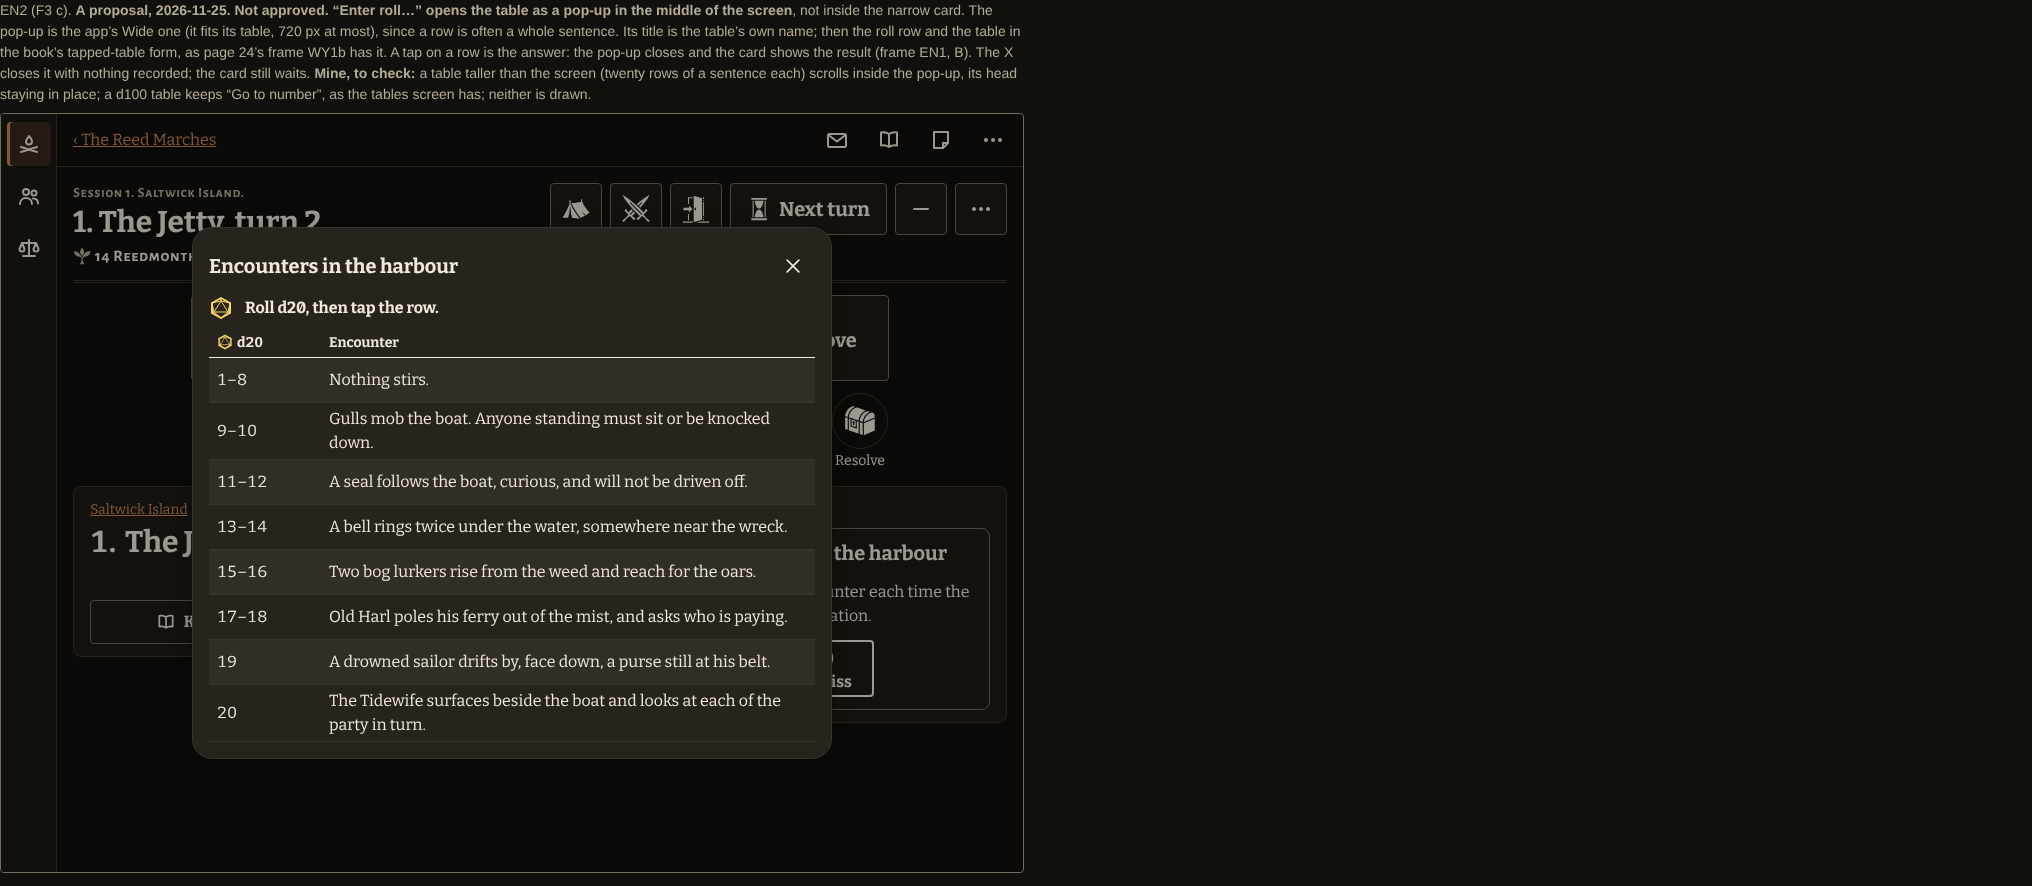 EN2 (F3 c). A proposal, 2026-11-25. Not approved. “Enter roll…” opens the table as a pop-up in the middle of the screen, not inside the narrow card. The
pop-up is the app’s Wide one (it fits its table, 720 px at most), since a row is often a whole sentence. Its title is the table’s own name; then the roll row and the table in
the book’s tapped-table form, as page 24’s frame WY1b has it. A tap on a row is the answer: the pop-up closes and the card shows the result (frame EN1, B). The X
closes it with nothing recorded; the card still waits. Mine, to check: a table taller than the screen (twenty rows of a sentence each) scrolls inside the pop-up, its head
staying in place; a d100 table keeps “Go to number”, as the tables screen has; neither is drawn.
‹ The Reed Marches
Session 1. Saltwick Island.
1. The Jetty, turn 2
Next turn
14 Reedmonth
Encounters in the harbour
Roll d20, then tap the row.
d20 Encounter
1–8 Nothing stirs.
9–10 Gulls mob the boat. Anyone standing must sit or be knocked
down.
11–12 A seal follows the boat, curious, and will not be driven off.
13–14 A bell rings twice under the water, somewhere near the wreck.
15–16 Two bog lurkers rise from the weed and reach for the oars.
17–18 Old Harl poles his ferry out of the mist, and asks who is paying.
19 A drowned sailor drifts by, face down, a purse still at his belt.
20 The Tidewife surfaces beside the boat and looks at each of the
party in turn.
Resolve
Saltwick Island
1. The J
the harbour
each time the